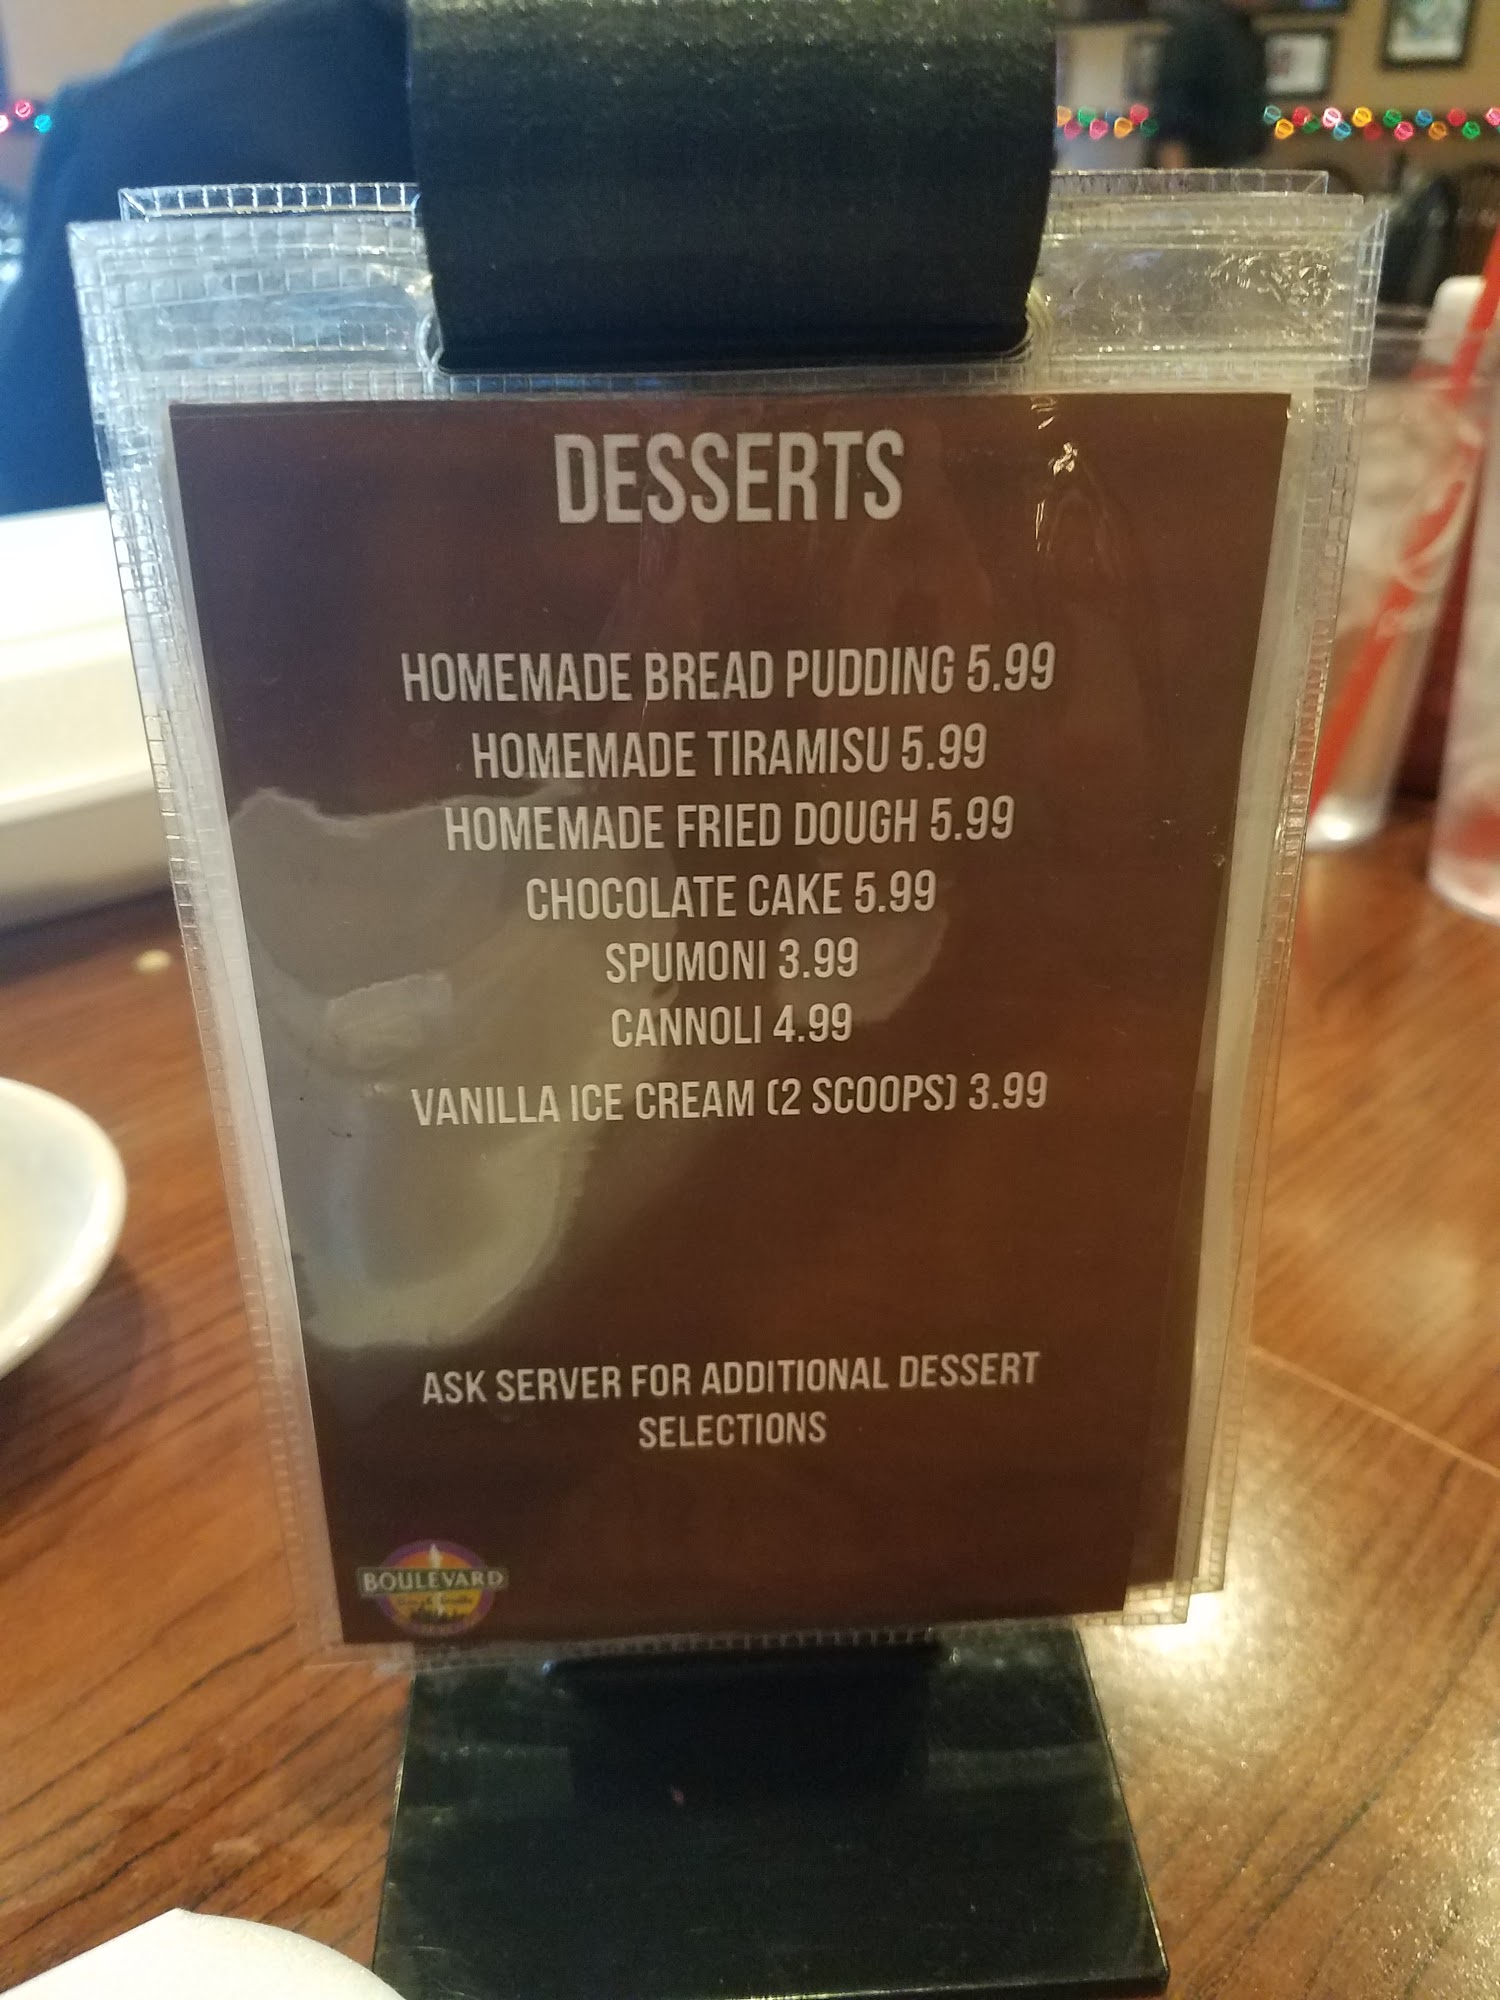 DESSERTS
HOMEMADE BREAD PUDDING 5.99
HOMEMADE TIRAMISU 5.99
HOMEMADE FRIED DOUGH 5.99
CHOCOLATE CAKE 5.99
SPUMONI 3.99
CANNOLI 4.99
VANILLA ICE CREAM (2 SCOOPS) 3.99
ASK SERVER FOR ADDITIONAL DESSERT
SELECTIONS
BOULEVARD